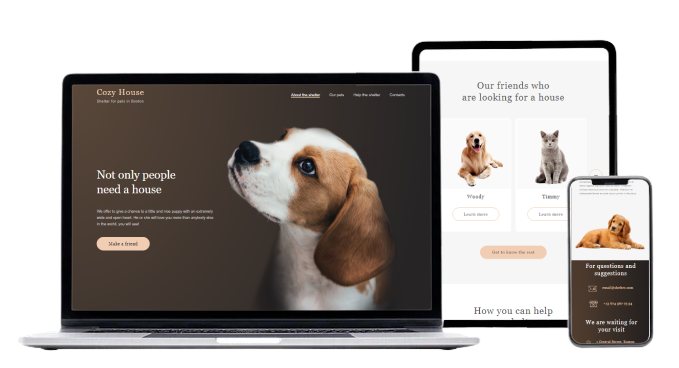 Cozy House
Shelter for pets in Boston
About the shelter
Our pets
Help the shelter
Contacts
Not only people
need a house
We offer to give a chance to a little and nice puppy with an extremely
wide and open heart. He or she will love you more than anybody else
in the world, you will see!
Make a friend
Our friends who
are looking for a house
Woody
Timmy
Learn more
Learn more
Get to know the rest
How you can help
For questions and
suggestions
email@shelter.com
We are waiting for
your visit
1 Central Street, Boston